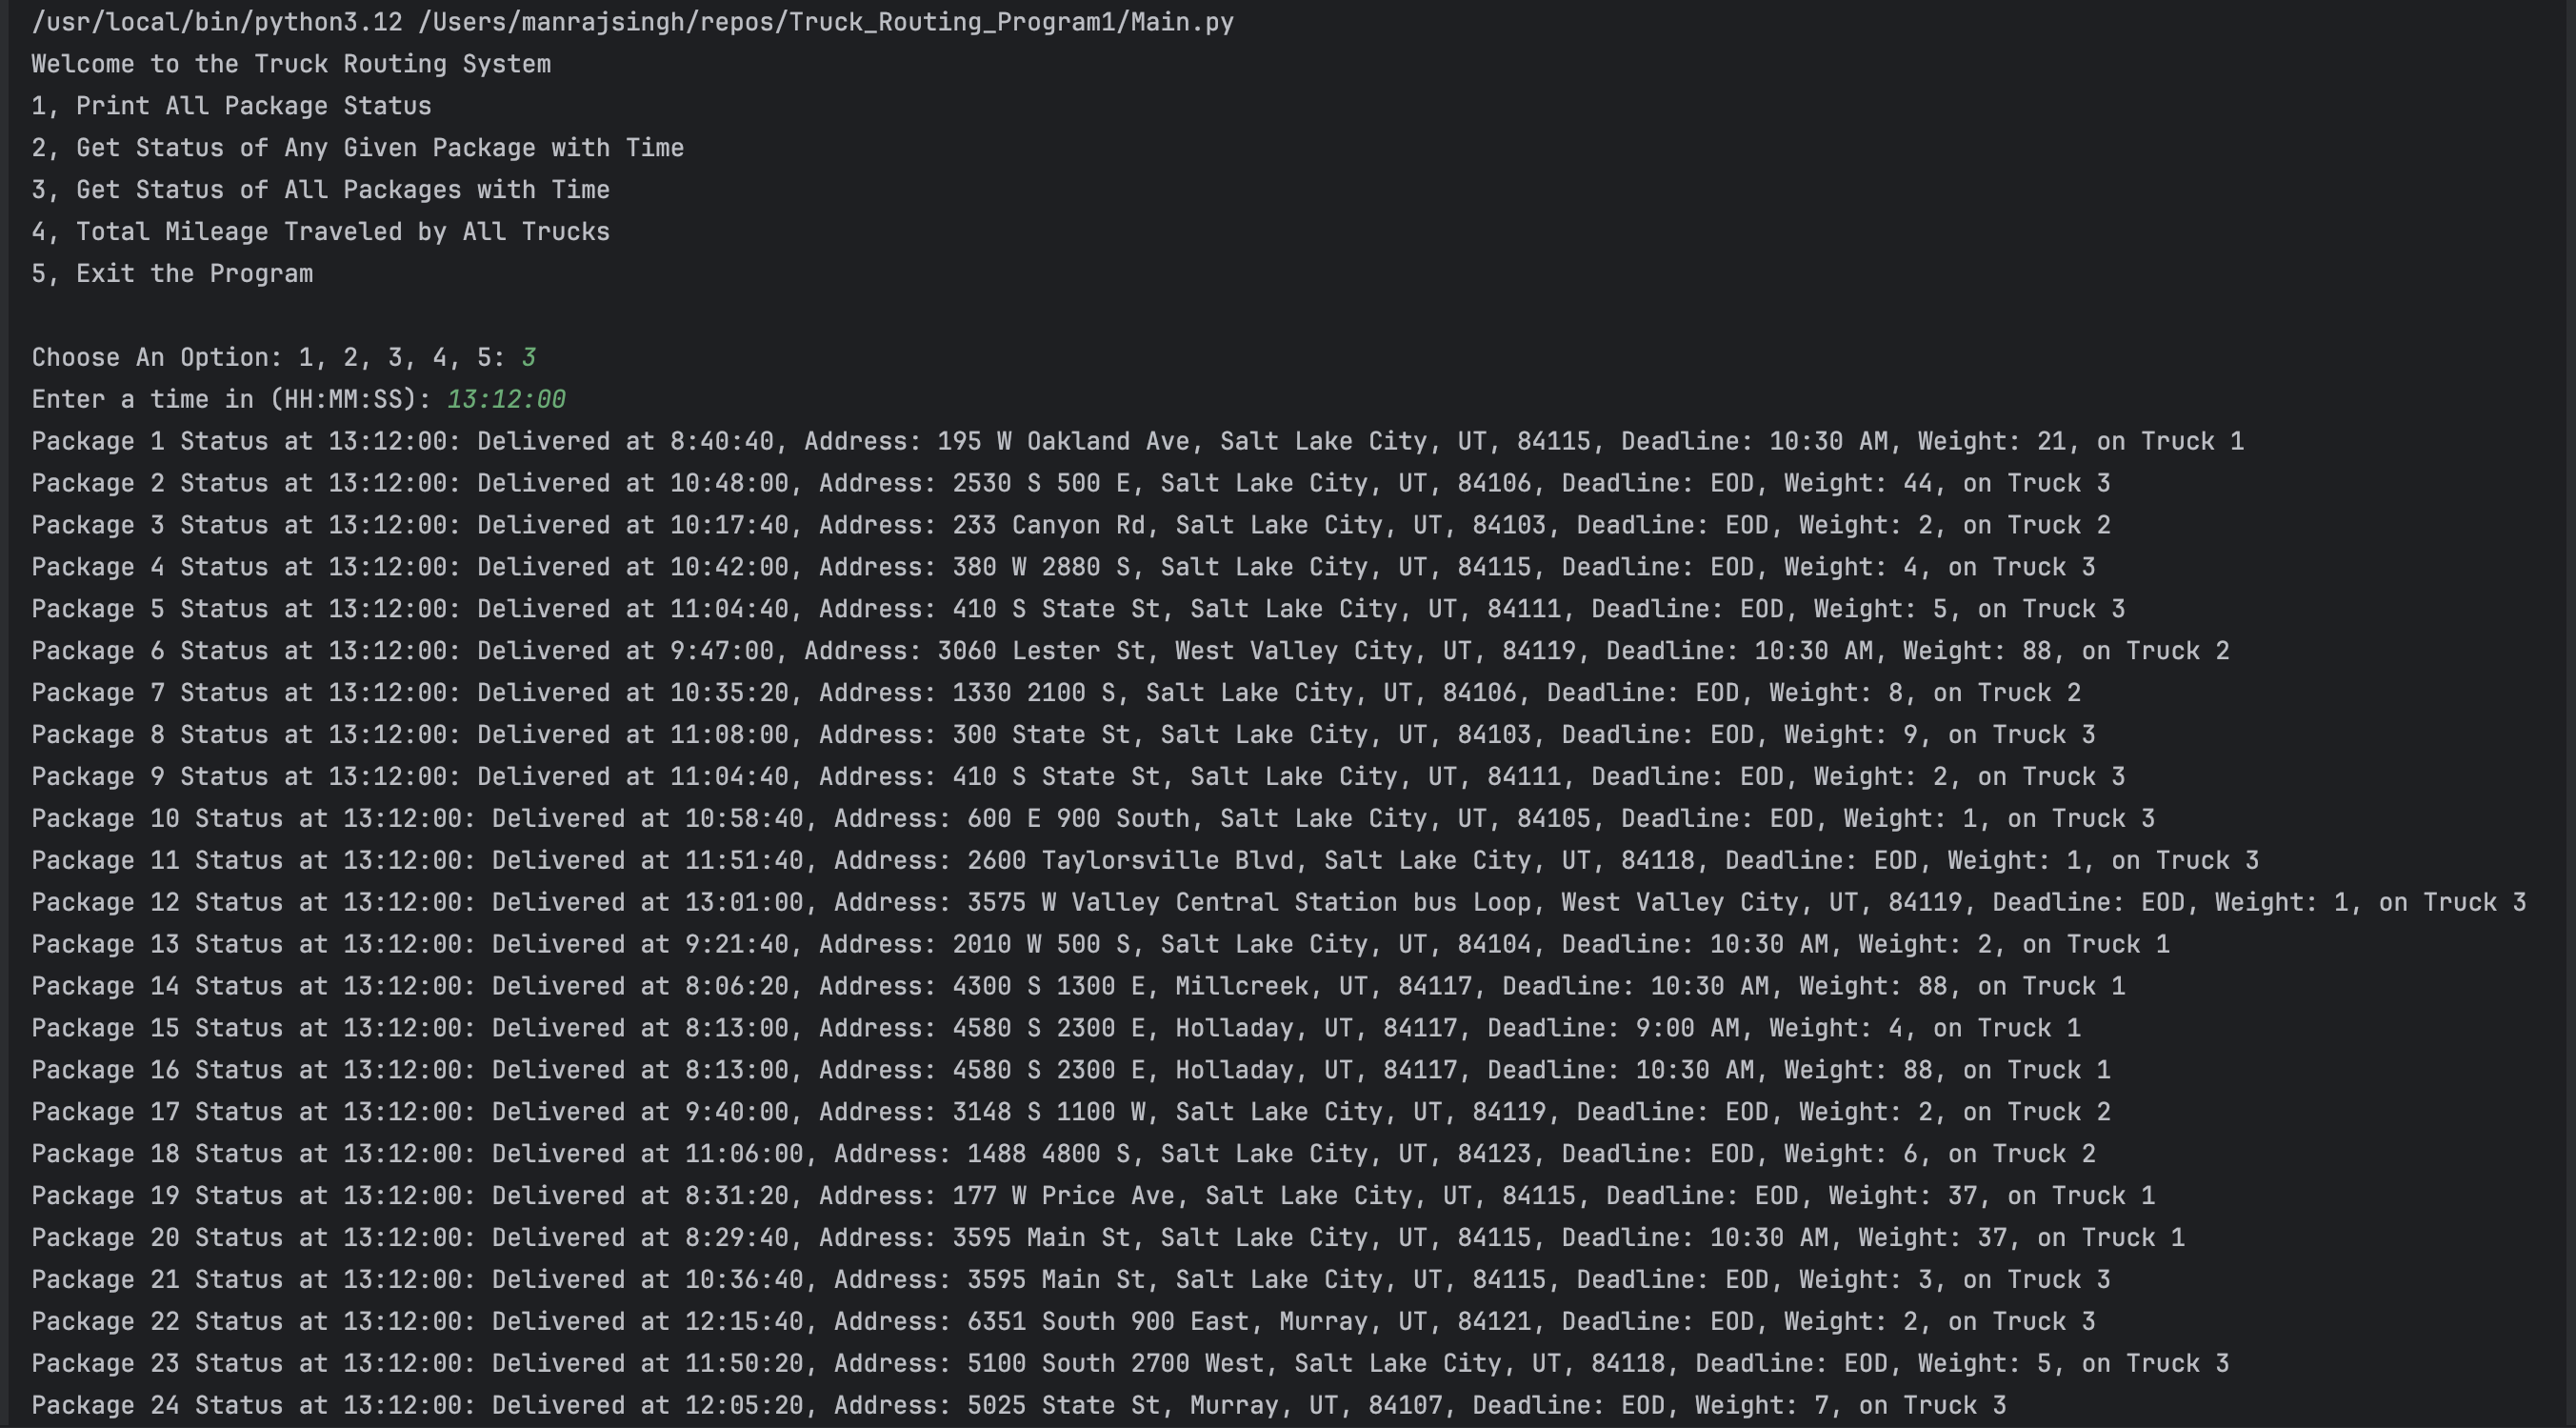 /usr/local/bin/python3.12 /Users/manrajsingh/repos/Truck_Routing_Program1/Main.py
Welcome to the Truck Routing System
1, Print All Package Status
2, Get Status of Any Given Package with Time
3, Get Status of All Packages with Time
4, Total Mileage Traveled by All Trucks
5, Exit the Program
Choose An Option: 1, 2, 3, 4, 5: 3
Enter a time in (HH:MM:SS): 13:12:00
Package 1 Status at 13:12:00: Delivered at 8:40:40, Address: 195 W Oakland Ave, Salt Lake City, UT, 84115, Deadline: 10:30 AM, Weight: 21, on Truck 1
Package 2 Status at 13:12:00: Delivered at 10:48:00, Address: 2530 S 500 E, Salt Lake City, UT, 84106, Deadline: EOD, Weight: 44, on Truck 3
Package 3 Status at 13:12:00: Delivered at 10:17:40, Address: 233 Canyon Rd, Salt Lake City, UT, 84103, Deadline: EOD, Weight: 2, on Truck 2
Package 4 Status at 13:12:00: Delivered at 10:42:00, Address: 380 W 2880 S, Salt Lake City, UT, 84115, Deadline: EOD, Weight: 4, on Truck 3
Package 5 Status at 13:12:00: Delivered at 11:04:40, Address: 410 S State St, Salt Lake City, UT, 84111, Deadline: EOD, Weight: 5, on Truck 3
Package 6 Status at 13:12:00: Delivered at 9:47:00, Address: 3060 Lester St, West Valley City, UT, 84119, Deadline: 10:30 AM, Weight: 88, on Truck 2
Package 7 Status at 13:12:00: Delivered at 10:35:20, Address: 1330 2100 S, Salt Lake City, UT, 84106, Deadline: EOD, Weight: 8, on Truck 2
Package 8 Status at 13:12:00: Delivered at 11:08:00, Address: 300 State St, Salt Lake City, UT, 84103, Deadline: EOD, Weight: 9, on Truck 3
Package 9 Status at 13:12:00: Delivered at 11:04:40, Address: 410 S State St, Salt Lake City, UT, 84111, Deadline: EOD, Weight: 2, on Truck 3
Package 10 Status at 13:12:00: Delivered at 10:58:40, Address: 600 E 900 South, Salt Lake City, UT, 84105, Deadline: EOD, Weight: 1, on Truck 3
Package 11 Status at 13:12:00: Delivered at 11:51:40, Address: 2600 Taylorsville Blvd, Salt Lake City, UT, 84118, Deadline: EOD, Weight: 1, on Truck 3
Package 12 Status at 13:12:00: Delivered at 13:01:00, Address: 3575 W Valley Central Station bus Loop, West Valley City, UT, 84119, Deadline: EOD, Weight: 1, on Truck 3
Package 13 Status at 13:12:00: Delivered at 9:21:40, Address: 2010 W 500 S, Salt Lake City, UT, 84104, Deadline: 10:30 AM, Weight: 2, on Truck 1
Package 14 Status at 13:12:00: Delivered at 8:06:20, Address: 4300 S 1300 E, Millcreek, UT, 84117, Deadline: 10:30 AM, Weight: 88, on Truck 1
Package 15 Status at 13:12:00: Delivered at 8:13:00, Address: 4580 S 2300 E, Holladay, UT, 84117, Deadline: 9:00 AM, Weight: 4, on Truck 1
Package 16 Status at 13:12:00: Delivered at 8:13:00, Address: 4580 S 2300 E, Holladay, UT, 84117, Deadline: 10:30 AM, Weight: 88, on Truck 1
Package 17 Status at 13:12:00: Delivered at 9:40:00, Address: 3148 S 1100 W, Salt Lake City, UT, 84119, Deadline: EOD, Weight: 2, on Truck 2
Package 18 Status at 13:12:00: Delivered at 11:06:00, Address: 1488 4800 S, Salt Lake City, UT, 84123, Deadline: EOD, Weight: 6, on Truck 2
Package 19 Status at 13:12:00: Delivered at 8:31:20, Address: 177 W Price Ave, Salt Lake City, UT, 84115, Deadline: EOD, Weight: 37, on Truck 1
Package 20 Status at 13:12:00: Delivered at 8:29:40, Address: 3595 Main St, Salt Lake City, UT, 84115, Deadline: 10:30 AM, Weight: 37, on Truck 1
Package 21 Status at 13:12:00: Delivered at 10:36:40, Address: 3595 Main St, Salt Lake City, UT, 84115, Deadline: EOD, Weight: 3, on Truck 3
Package 22 Status at 13:12:00: Delivered at 12:15:40, Address: 6351 South 900 East, Murray, UT, 84121, Deadline: EOD, Weight: 2, on Truck 3
Package 23 Status at 13:12:00: Delivered at 11:50:20, Address: 5100 South 2700 West, Salt Lake City, UT, 84118, Deadline: EOD, Weight: 5, on Truck 3
Package 24 Status at 13:12:00: Delivered at 12:05:20, Address: 5025 State St, Murray, UT, 84107, Deadline: EOD, Weight: 7, on Truck 3